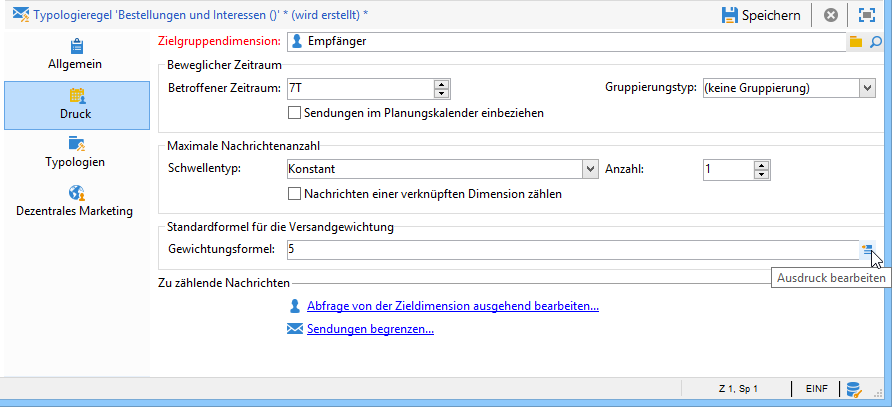 Typologieregel 'Bestellungen und Interessen ()' * (wird erstellt) *
Speichern
Allgemein
Druck
Typologien
Dezentrales Marketing
Zielgruppendimension: Empfänger
Beweglicher Zeitraum
Betroffener Zeitraum: 7T Gruppierungstyp: (keine Gruppierung)
Sendungen im Planungskalender einbeziehen
Maximale Nachrichtenanzahl
Schwellentyp: Konstant Anzahl: 1
Nachrichten einer verknüpften Dimension zählen
Standardformel für die Versandgewichtung
Gewichtungsformel: 5
Ausdruck bearbeiten
Zu zählende Nachrichten
Abfrage von der Zieldimension ausgehend bearbeiten...
Sendungen begrenzen...
Z 1, Sp 1 EINF